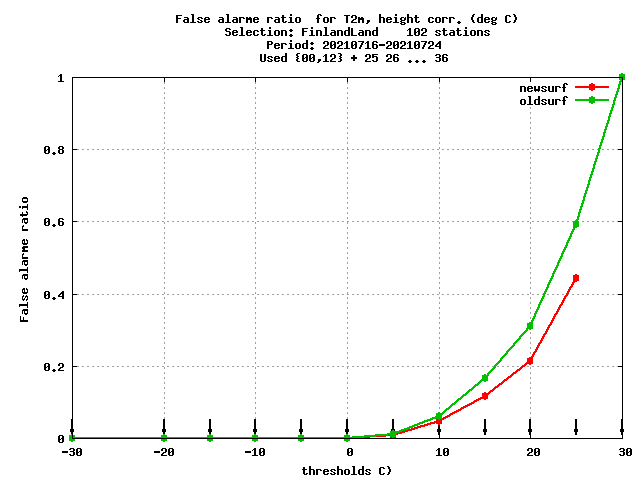 False alarme ratio  for T2m, height corr. (deg C)
Selection: FinlandLand    102 stations
Period: 20210716-20210724
Used {00,12} + 25 26 ... 36
newsurf
oldsurf
1
0.8
0.6
0.4
0.2
0
False alarme ratio
-30
-20
-10
0
10
20
30
thresholds C)